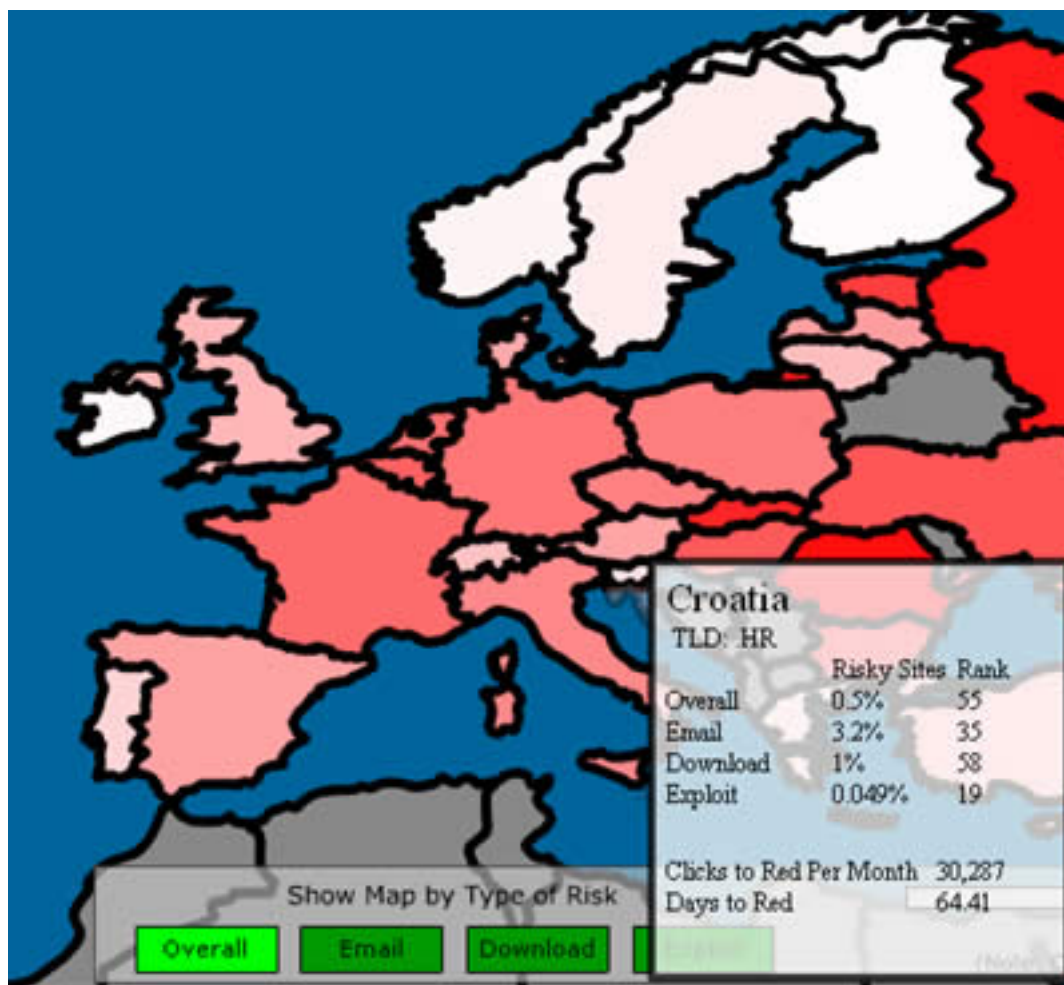 Croatia
TLD: HR
Risky Sites Rank
Overall 0.5% 55
Email 3.2% 35
Download 1% 58
Exploit 0.049% 19
Clicks to Red Per Month 30,287
Days to Red 64.41
Show Map by Type of Risk
Overall Email Download Exploit
(Note: